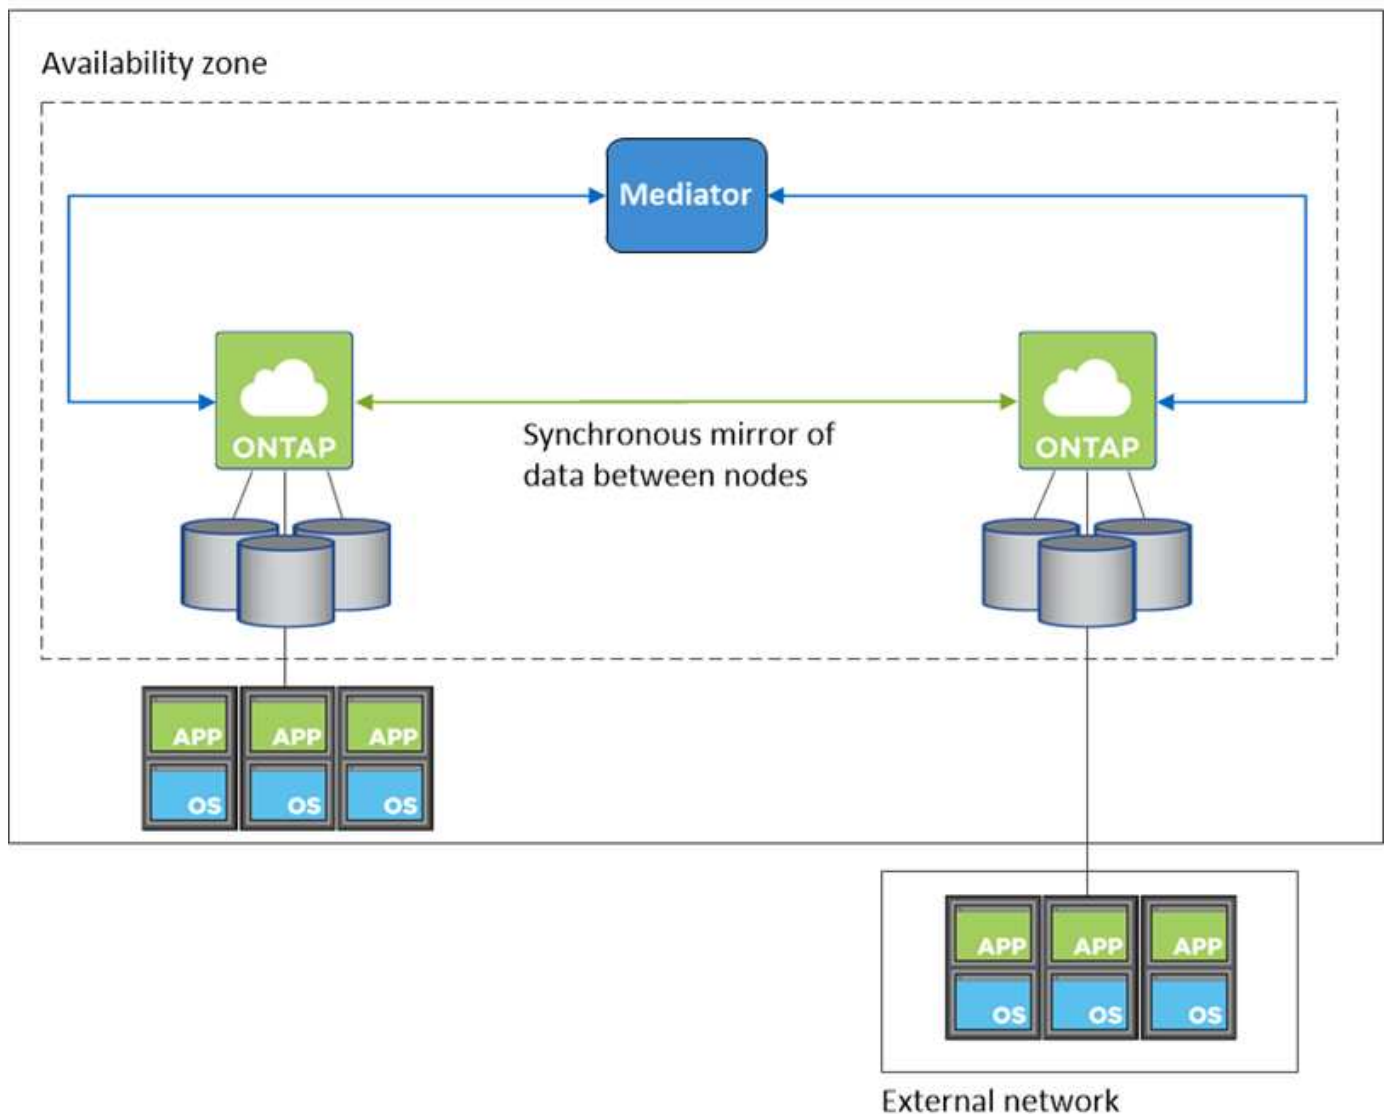 Availability zone
Mediator
ONTAP
ONTAP
Synchronous mirror of
data between nodes
APP
APP
APP
OS
OS
OS
APP
APP
APP
OS
OS
OS
External network